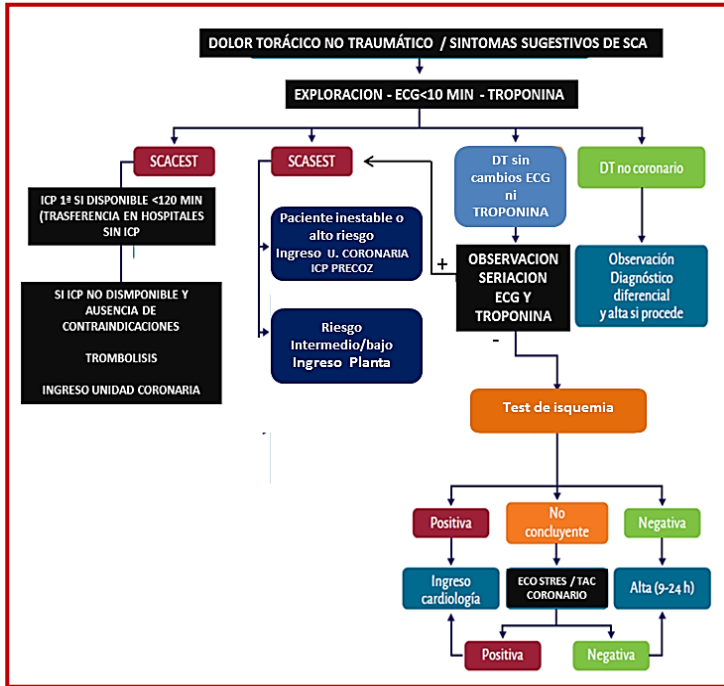 DOLOR TORÁCICO NO TRAUMÁTICO / SINTOMAS SUGESTIVOS DE SCA
EXPLORACION - ECG<10 MIN - TROPONINA
SCACEST
SCASEST
DT sin
cambios ECG
ni
TROPONINA
DT no coronario
ICP 1ª SI DISPONIBLE <120 MIN
(TRASFERENCIA EN HOSPITALES
SIN ICP
SI ICP NO DISMPONIBLE Y
AUSENCIA DE
CONTRAINDICACIONES
TROMBOLISIS
INGRESO UNIDAD CORONARIA
Paciente inestable o
alto riesgo
Ingreso U. CORONARIA
ICP PRECOZ
Riesgo
Intermedio/bajo
Ingreso Planta
+
OBSERVACION
SERIACION
ECG Y
TROPONINA
-
Observación
Diagnóstico
diferencial
y alta si procede
Test de isquemia
Positiva
No
concluyente
Negativa
Ingreso
cardiología
ECO STRES / TAC
CORONARIO
Alta (9-24 h)
Positiva
Negativa